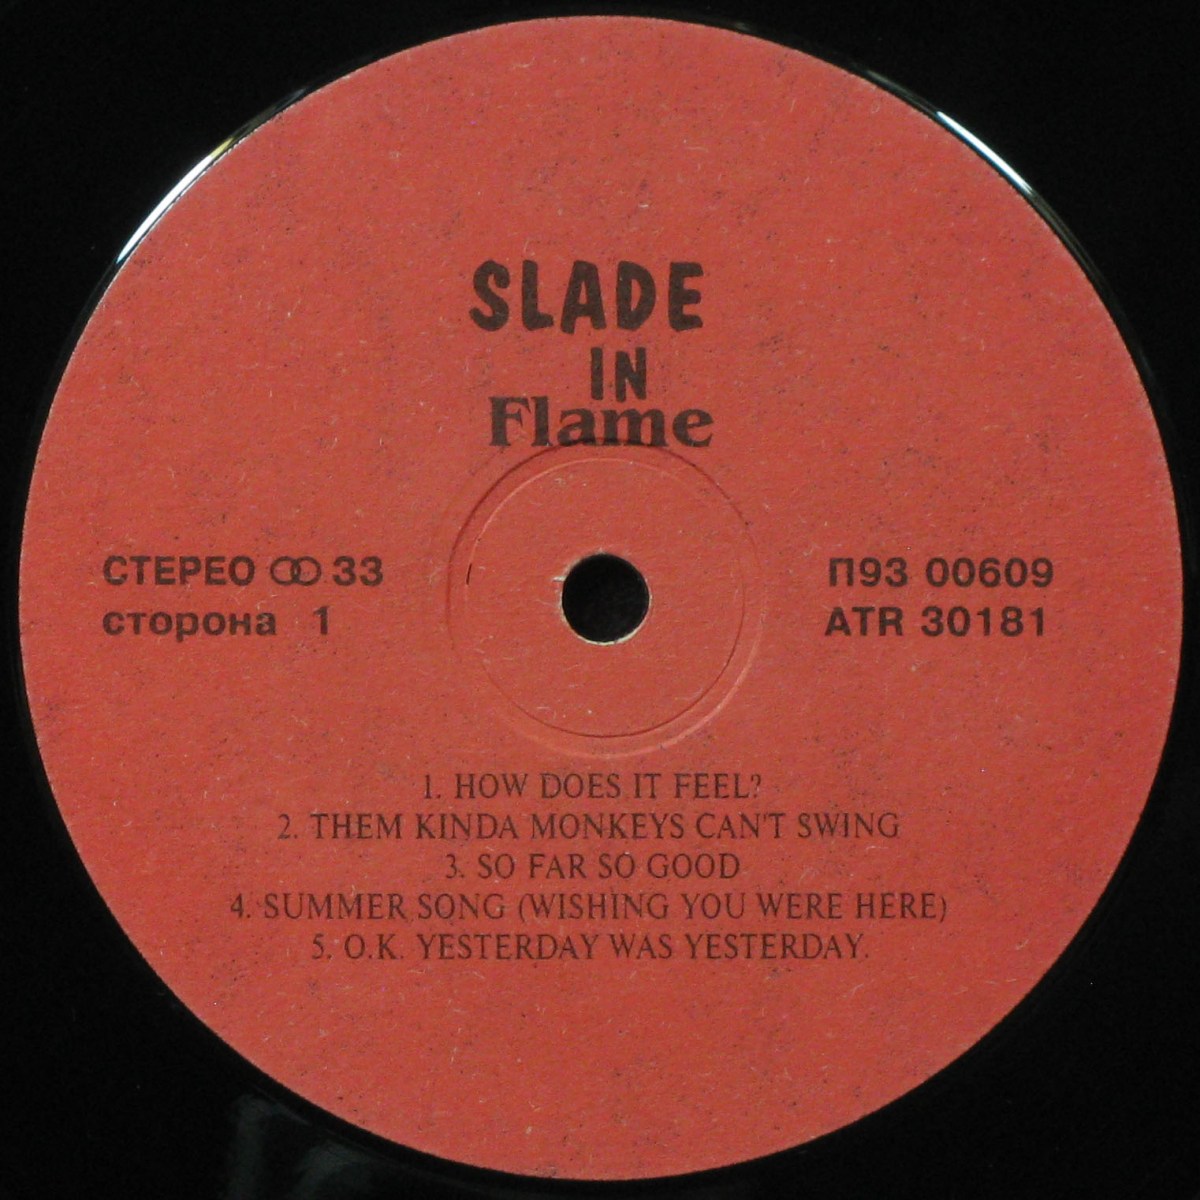 SLADE
IN
Flame
СТЕРЕО 33
сторона 1
П93 00609
ATR 30181
1. HOW DOES IT FEEL?
2. THEM KINDA MONKEYS CAN'T SWING
3. SO FAR SO GOOD
4. SUMMER SONG (WISHING YOU WERE HERE)
5. O.K. YESTERDAY WAS YESTERDAY.